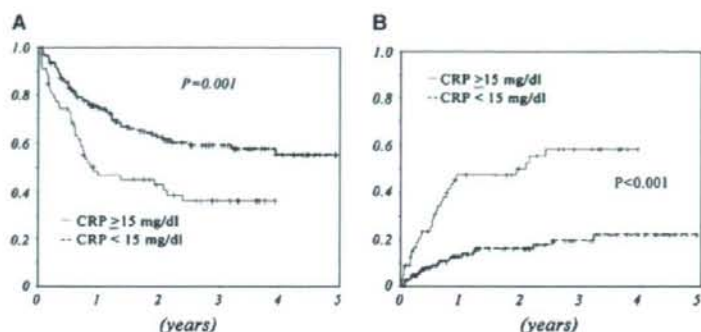 A
1.0
0.8
0.6
0.4
0.2
0
P=0.001
CRP ≥15 mg/dl
CRP < 15 mg/dl
0 1 2 3 4 5
(years)
B
1.0
0.8
0.6
0.4
0.2
0
CRP ≥15 mg/dl
CRP < 15 mg/dl
P<0.001
0 1 2 3 4 5
(years)